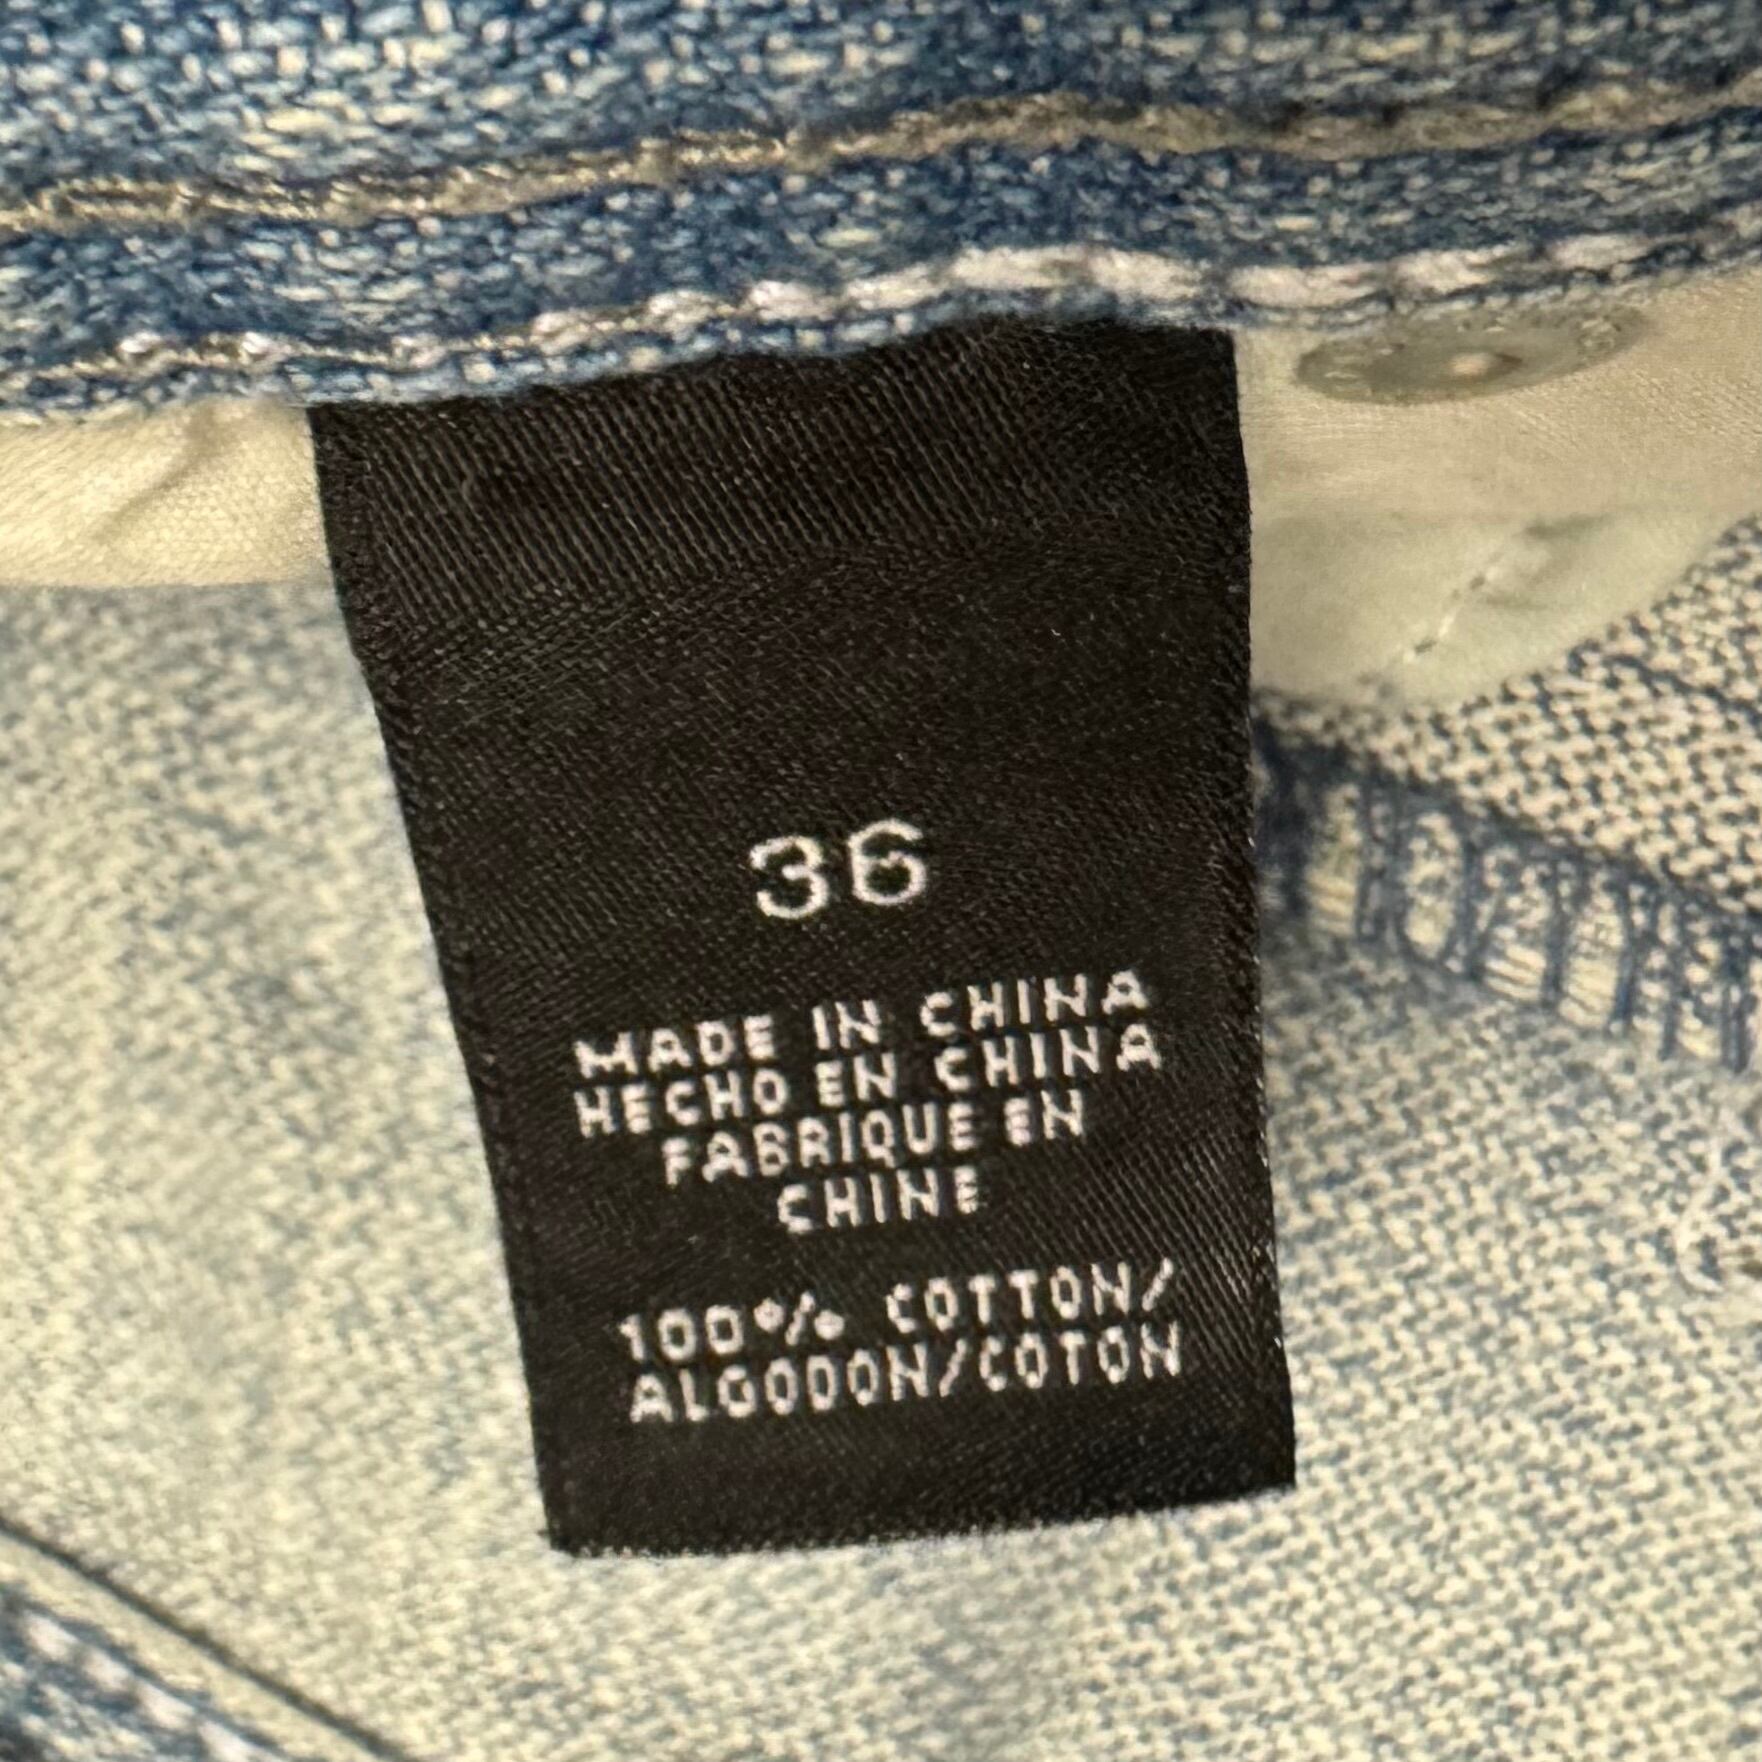 36
MADE IN CHINA
HECHO EN CHINA
FABRIQUE EN
CHINE
100% COTTON/
ALGODON/COTON